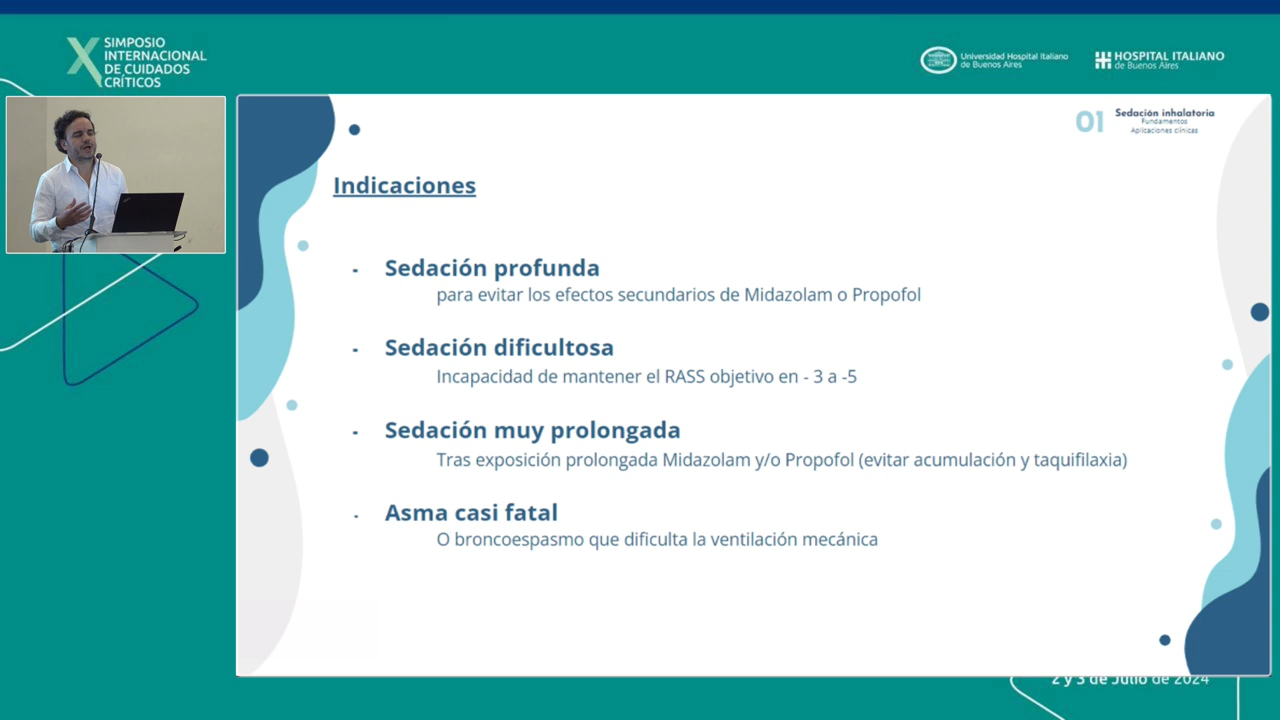 SIMPOSIO
INTERNACIONAL
DE CUIDADOS
CRÍTICOS
Universidad Hospital Italiano
de Buenos Aires
HOSPITAL ITALIANO
de Buenos Aires
01
Sedación inhalatoria
Fundamentos
Aplicaciones clínicas
Indicaciones
- Sedación profunda
para evitar los efectos secundarios de Midazolam o Propofol
- Sedación dificultosa
Incapacidad de mantener el RASS objetivo en - 3 a -5
- Sedación muy prolongada
Tras exposición prolongada Midazolam y/o Propofol (evitar acumulación y taquifilaxia)
- Asma casi fatal
O broncoespasmo que dificulta la ventilación mecánica
2 y 3 de Julio de 2024